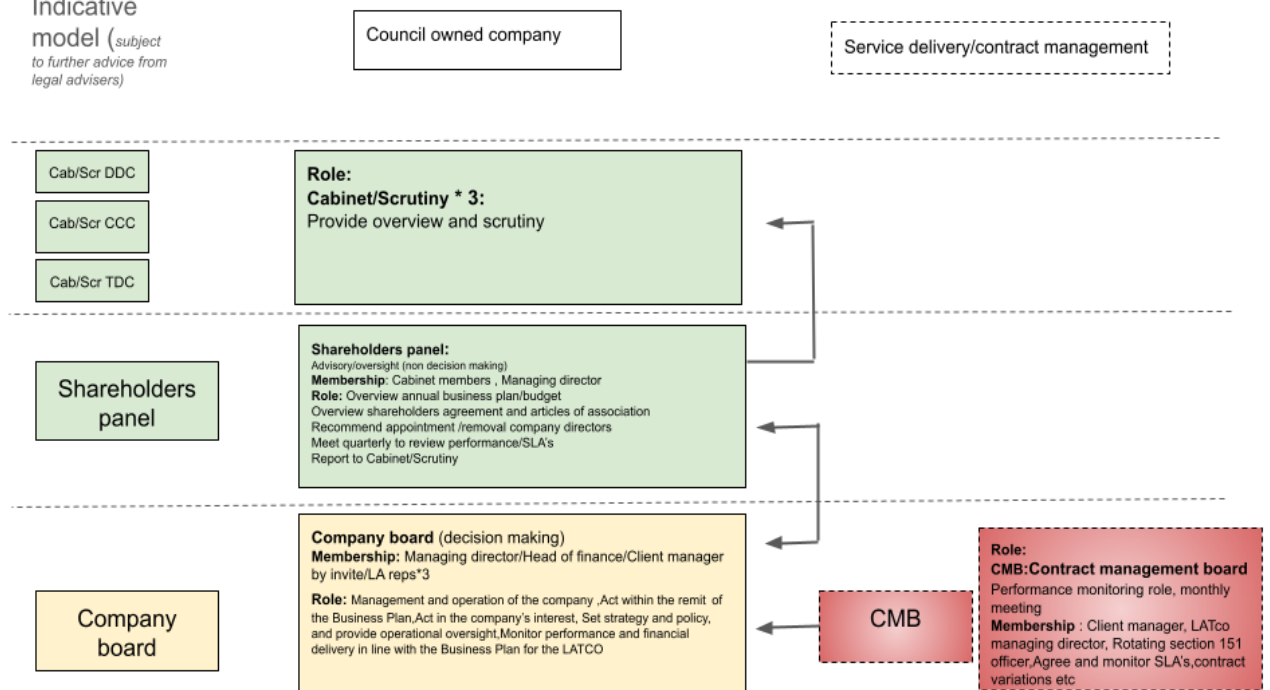 Indicative
model (subject
to further advice from
legal advisers)
Council owned company
Service delivery/contract management
Cab/Scr DDC
Cab/Scr CCC
Cab/Scr TDC
Role:
Cabinet/Scrutiny * 3:
Provide overview and scrutiny
Shareholders
panel
Shareholders panel:
Advisory/oversight (non decision making)
Membership: Cabinet members , Managing director
Role: Overview annual business plan/budget
Overview shareholders agreement and articles of association
Recommend appointment /removal company directors
Meet quarterly to review performance/SLA's
Report to Cabinet/Scrutiny
Company
board
Company board (decision making)
Membership: Managing director/Head of finance/Client manager
by invite/LA reps*3
Role: Management and operation of the company ,Act within the remit of
the Business Plan,Act in the company's interest, Set strategy and policy,
and provide operational oversight,Monitor performance and financial
delivery in line with the Business Plan for the LATCO
CMB
Role:
CMB:Contract management board
Performance monitoring role, monthly
meeting
Membership : Client manager, LATco
managing director, Rotating section 151
officer,Agree and monitor SLA's,contract
variations etc